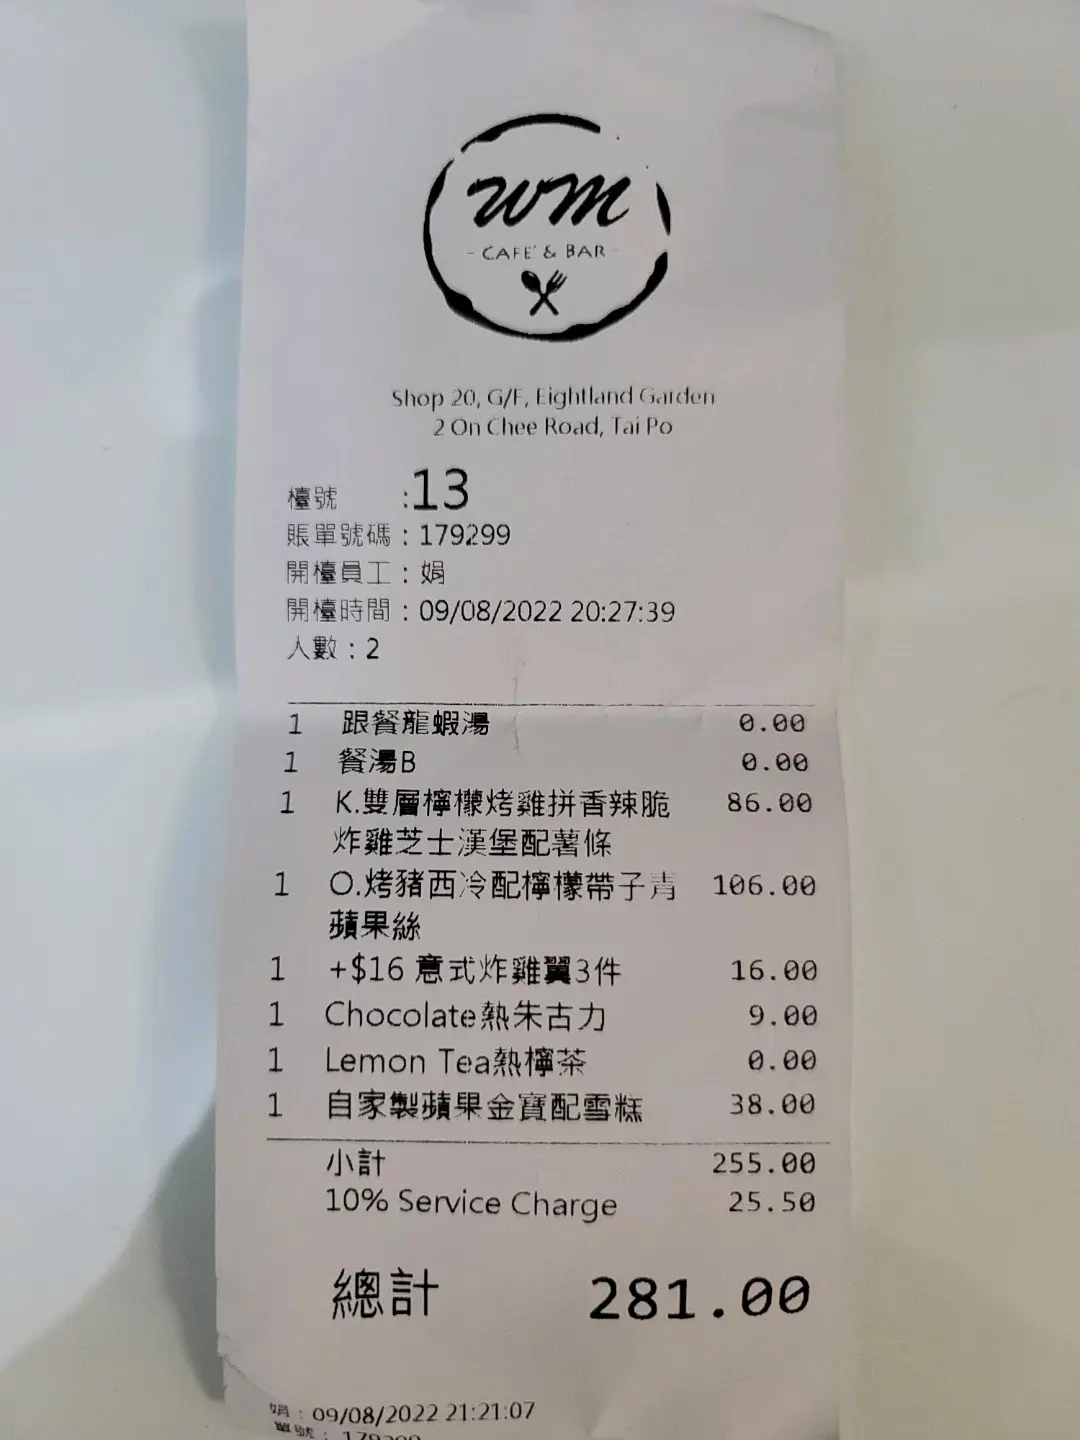 wm
- CAFE' & BAR -
Shop 20, G/F, Eightland Garden
2 On Chee Road, Tai Po
檯號 :13
賬單號碼 : 179299
開檯員工 : 娟
開檯時間 : 09/08/2022 20:27:39
人數 : 2
1 跟餐龍蝦湯 0.00
1 餐湯B 0.00
1 K.雙層檸檬烤雞拼香辣脆 86.00
炸雞芝士漢堡配薯條
1 O.烤豬西冷配檸檬帶子青 106.00
蘋果絲
1 +$16 意式炸雞翼3件 16.00
1 Chocolate熱朱古力 9.00
1 Lemon Tea熱檸茶 0.00
1 自家製蘋果金寶配雪糕 38.00
小計 255.00
10% Service Charge 25.50
總計 281.00
娟 : 09/08/2022 21:21:07
單號 : 179299